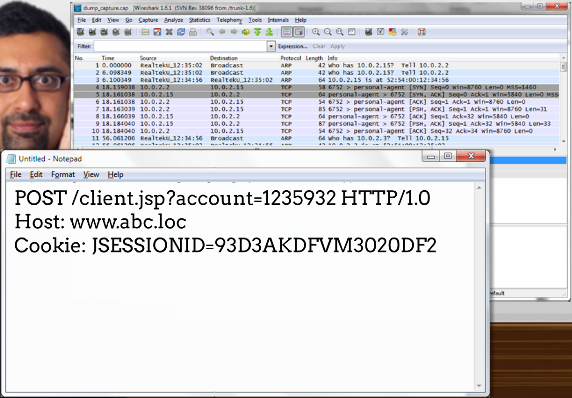 dump_capture.cap [Wireshark 1.6.1 (SVN Rev 38096 from /trunk-1.6)]
File Edit View Go Capture Analyze Statistics Telephony Tools Internals Help
Filter: Expression... Clear Apply
No. Time Source Destination Protocol Length Info
1 0.000000 RealtekU_12:35:02 Broadcast ARP 42 Who has 10.0.2.15? Tell 10.0.2.2
2 6.098349 RealtekU_12:35:02 Broadcast ARP 42 Who has 10.0.2.15? Tell 10.0.2.2
3 6.100349 RealtekU_12:34:56 RealtekU_12:35:02 ARP 64 10.0.2.15 is at 52:54:00:12:34:56
4 18.159038 10.0.2.2 10.0.2.15 TCP 58 6752 > personal-agent [SYN] Seq=0 Win=8760 Len=0 MSS=1460
5 18.161038 10.0.2.15 10.0.2.2 TCP 64 personal-agent > 6752 [SYN, ACK] Seq=0 Ack=1 Win=5840 Len=0 MSS
6 18.161038 10.0.2.2 10.0.2.15 TCP 54 6752 > personal-agent [ACK] Seq=1 Ack=1 Win=8760 Len=0
7 18.163039 10.0.2.2 10.0.2.15 TCP 85 6752 > personal-agent [PSH, ACK] Seq=1 Ack=1 Win=8760 Len=31
8 18.166039 10.0.2.15 10.0.2.2 TCP 64 personal-agent > 6752 [ACK] Seq=1 Ack=32 Win=5840 Len=0
9 18.184040 10.0.2.15 10.0.2.2 TCP 87 personal-agent > 6752 [PSH, ACK] Seq=1 Ack=32 Win=5840 Len=33
10 18.184040 10.0.2.2 10.0.2.15 TCP 54 6752 > personal-agent [ACK] Seq=32 Ack=34 Win=8760 Len=0
11 56.061206 RealtekU_12:34:56 RealtekU_12:35:02 ARP 64 Who has 10.0.2.2? Tell 10.0.2.15
Untitled - Notepad
File Edit Format View Help
POST /client.jsp?account=1235932 HTTP/1.0
Host: www.abc.loc
Cookie: JSESSIONID=93D3AKDFVM3020DF2